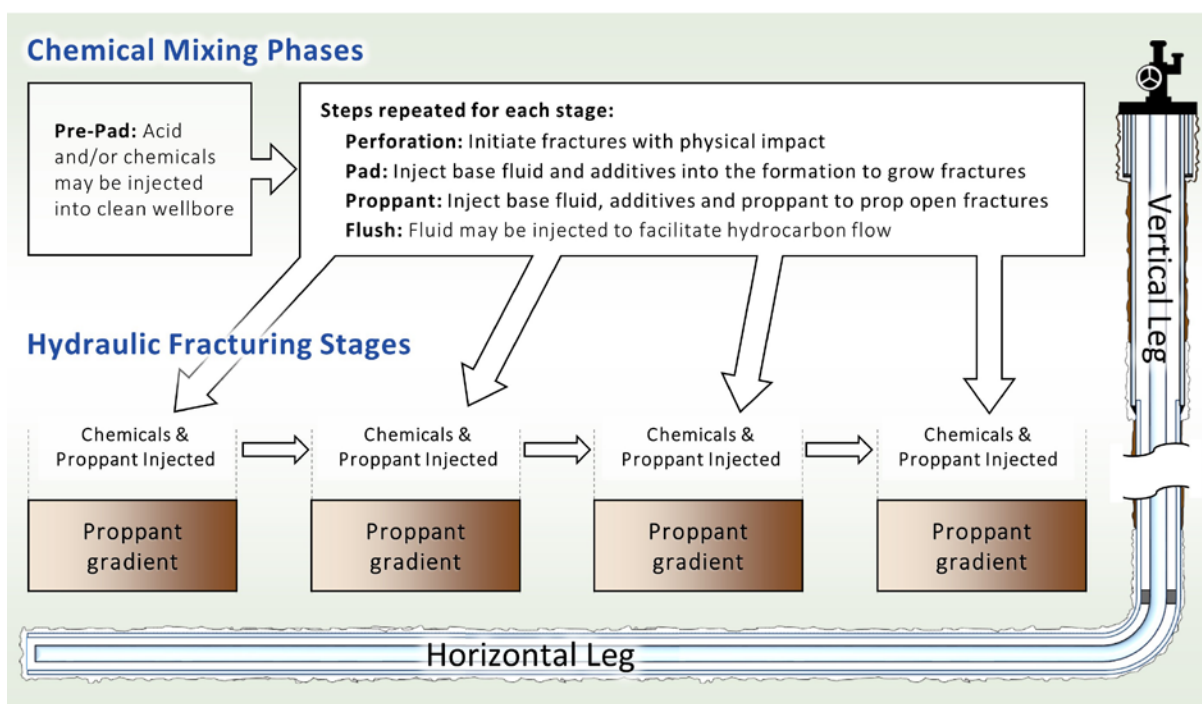 Chemical Mixing Phases
Pre-Pad: Acid
and/or chemicals
may be injected
into clean wellbore
Steps repeated for each stage:
Perforation: Initiate fractures with physical impact
Pad: Inject base fluid and additives into the formation to grow fractures
Proppant: Inject base fluid, additives and proppant to prop open fractures
Flush: Fluid may be injected to facilitate hydrocarbon flow
Vertical Leg
Hydraulic Fracturing Stages
Chemicals &
Proppant Injected
Chemicals &
Proppant Injected
Chemicals &
Proppant Injected
Chemicals &
Proppant Injected
Proppant
gradient
Proppant
gradient
Proppant
gradient
Proppant
gradient
Horizontal Leg